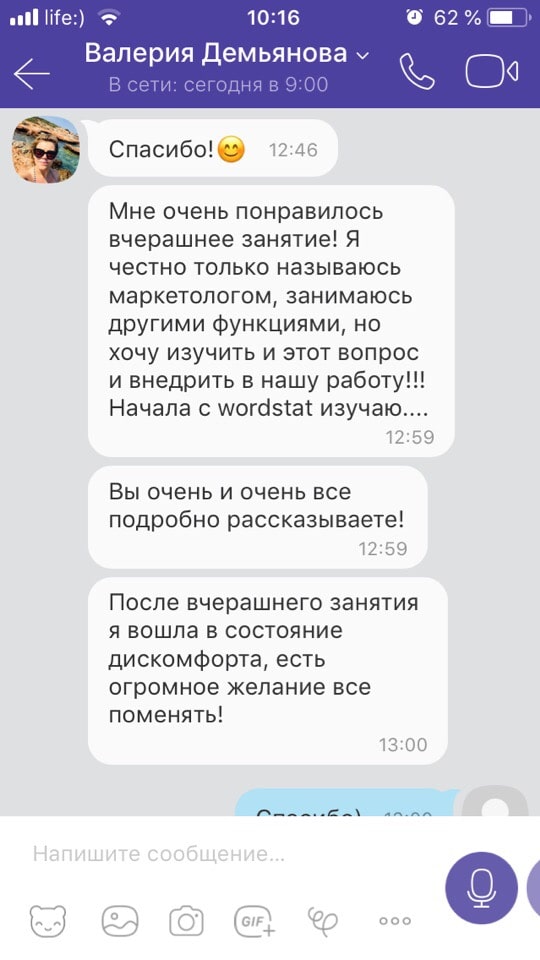 life:) 10:16 62 %
Валерия Демьянова
В сети: сегодня в 9:00
Спасибо!😊 12:46
Мне очень понравилось
вчерашнее занятие! Я
честно только называюсь
маркетологом, занимаюсь
другими функциями, но
хочу изучить и этот вопрос
и внедрить в нашу работу!!!
Начала с wordstat изучаю....
12:59
Вы очень и очень все
подробно рассказываете!
12:59
После вчерашнего занятия
я вошла в состояние
дискомфорта, есть
огромное желание все
поменять!
13:00
Спасибо)
Напишите сообщение...
GIF